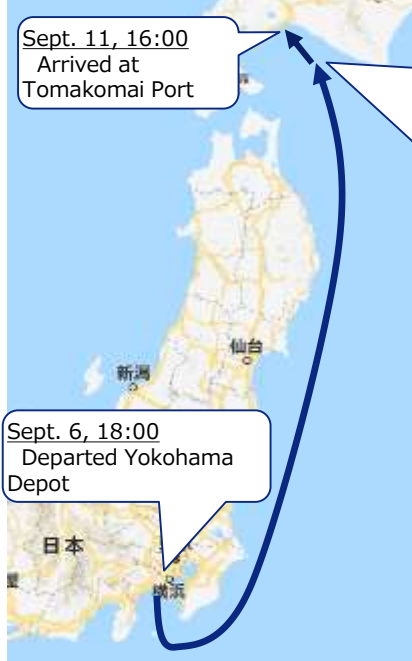 Sept. 11, 16:00
Arrived at
Tomakomai Port
仙台
新潟
Sept. 6, 18:00
Departed Yokohama
Depot
日本
横浜